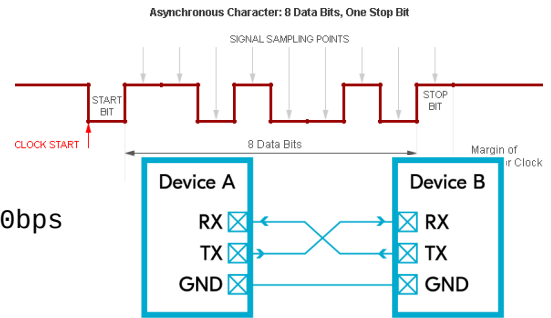 Asynchronous Character: 8 Data Bits, One Stop Bit
SIGNAL SAMPLING POINTS
START
BIT
STOP
BIT
CLOCK START
8 Data Bits
Margin of
r Clock
0bps
Device A
RX
TX
GND
Device B
RX
TX
GND